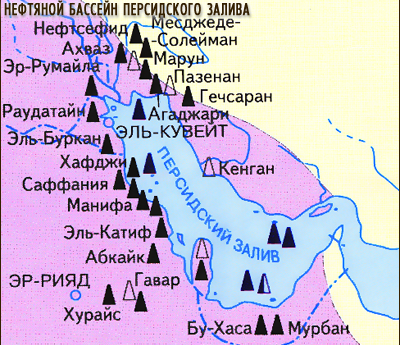 НЕФТЯНОЙ БАССЕЙН ПЕРСИДСКОГО ЗАЛИВА
Нефтсефид
Месджеде-
-Солейман
Ахваз
Марун
Эр-Румайла
Пазенан
Гечсаран
Раудатайн
Агаджари
ЭЛЬ-КУВЕЙТ
Эль-Буркан
Хафджи
Кенган
Саффания
ПЕРСИДСКИЙ ЗАЛИВ
Манифа
Эль-Катиф
Абкайк
ЭР-РИЯД
Гавар
Хурайс
Бу-Хаса
Мурбан